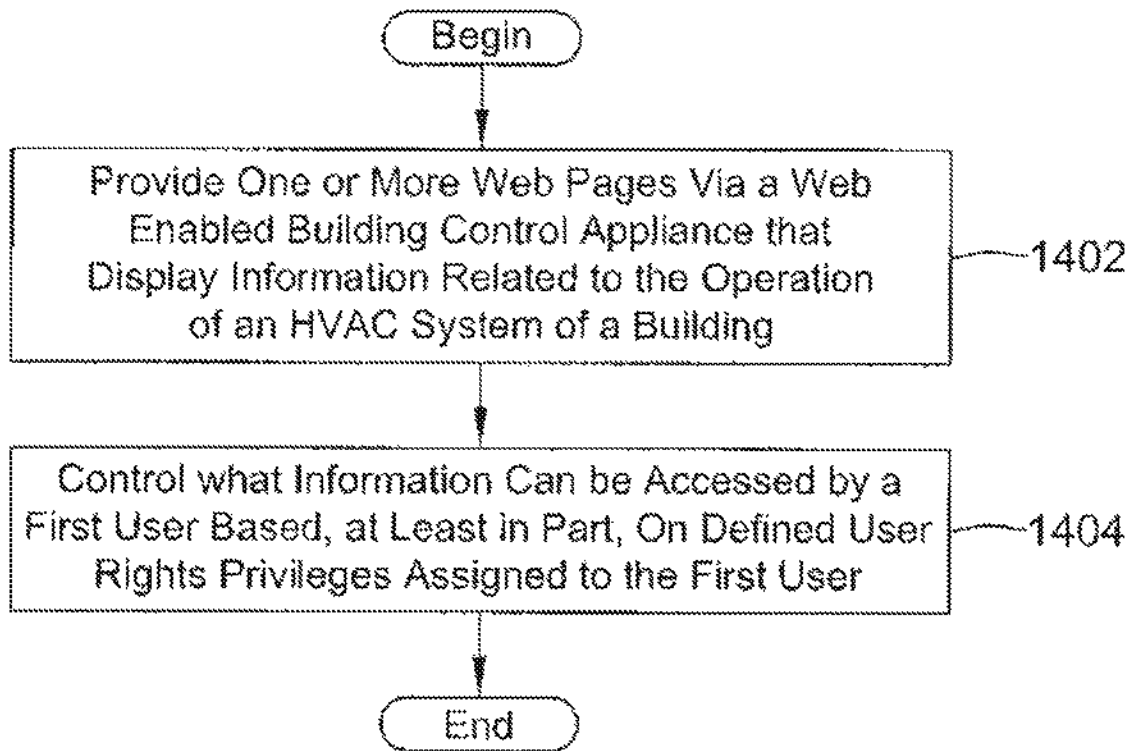 Begin
Provide One or More Web Pages Via a Web
Enabled Building Control Appliance that
Display Information Related to the Operation
of an HVAC System of a Building
1402
Control what Information Can be Accessed by a
First User Based, at Least in Part, On Defined User
Rights Privileges Assigned to the First User
1404
End